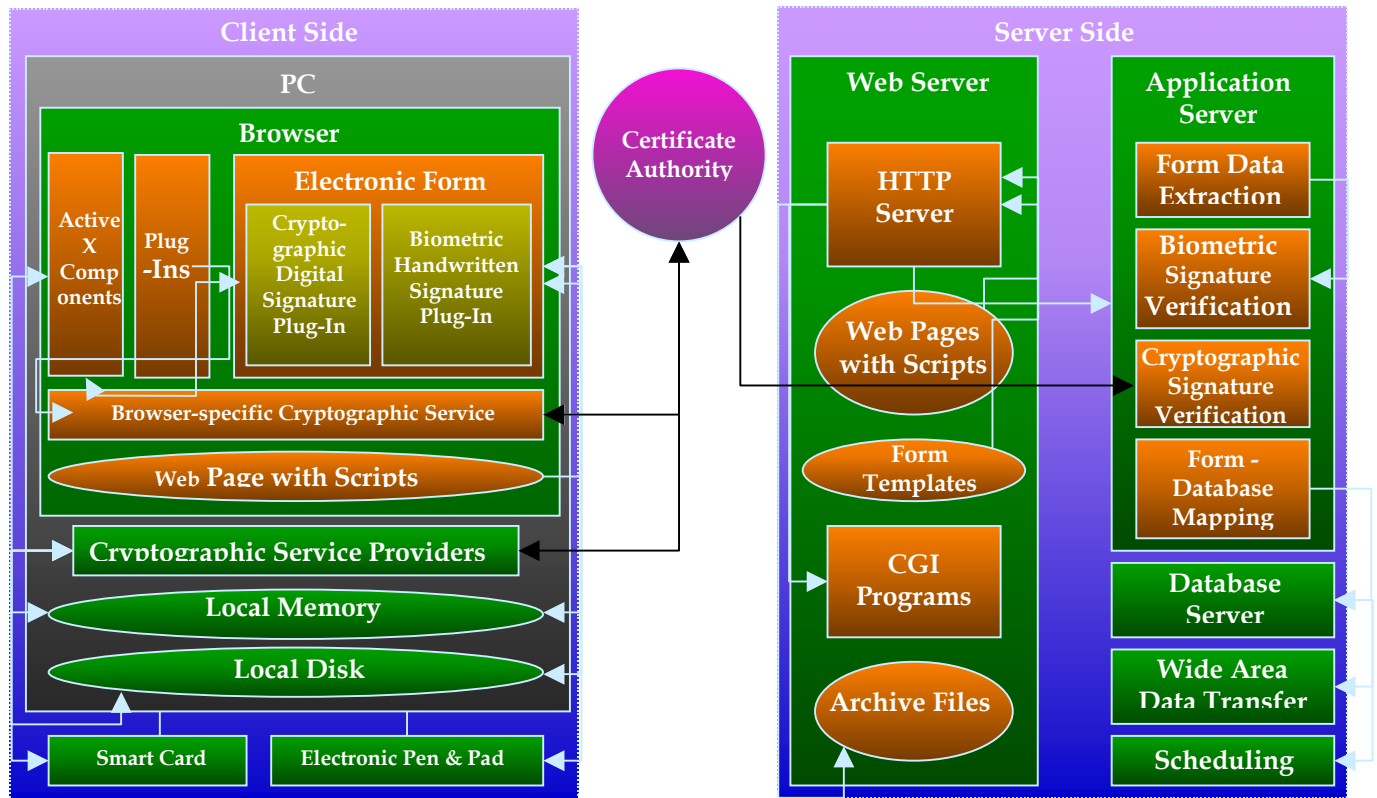 Client Side
PC
Browser
Active
X
Comp
onents
Plug
-Ins
Electronic Form
Crypto-
graphic
Digital
Signature
Plug-In
Biometric
Handwritten
Signature
Plug-In
Browser-specific Cryptographic Service
Web Page with Scripts
Cryptographic Service Providers
Local Memory
Local Disk
Smart Card
Electronic Pen & Pad
Certificate
Authority
Server Side
Web Server
HTTP
Server
Web Pages
with Scripts
Form
Templates
CGI
Programs
Archive Files
Application
Server
Form Data
Extraction
Biometric
Signature
Verification
Cryptographic
Signature
Verification
Form -
Database
Mapping
Database
Server
Wide Area
Data Transfer
Scheduling